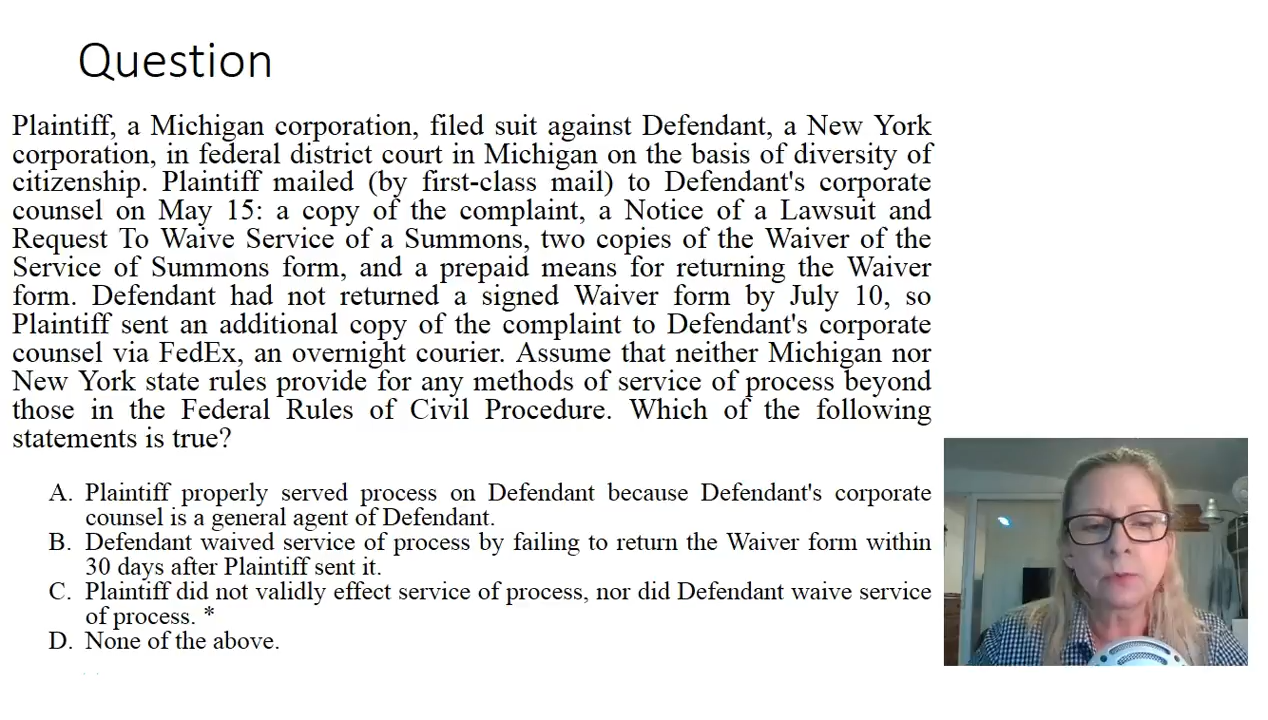 Question
Plaintiff, a Michigan corporation, filed suit against Defendant, a New York
corporation, in federal district court in Michigan on the basis of diversity of
citizenship. Plaintiff mailed (by first-class mail) to Defendant's corporate
counsel on May 15: a copy of the complaint, a Notice of a Lawsuit and
Request To Waive Service of a Summons, two copies of the Waiver of the
Service of Summons form, and a prepaid means for returning the Waiver
form. Defendant had not returned a signed Waiver form by July 10, so
Plaintiff sent an additional copy of the complaint to Defendant's corporate
counsel via FedEx, an overnight courier. Assume that neither Michigan nor
New York state rules provide for any methods of service of process beyond
those in the Federal Rules of Civil Procedure. Which of the following
statements is true?
A. Plaintiff properly served process on Defendant because Defendant's corporate
counsel is a general agent of Defendant.
B. Defendant waived service of process by failing to return the Waiver form within
30 days after Plaintiff sent it.
C. Plaintiff did not validly effect service of process, nor did Defendant waive service
of process. *
D. None of the above.